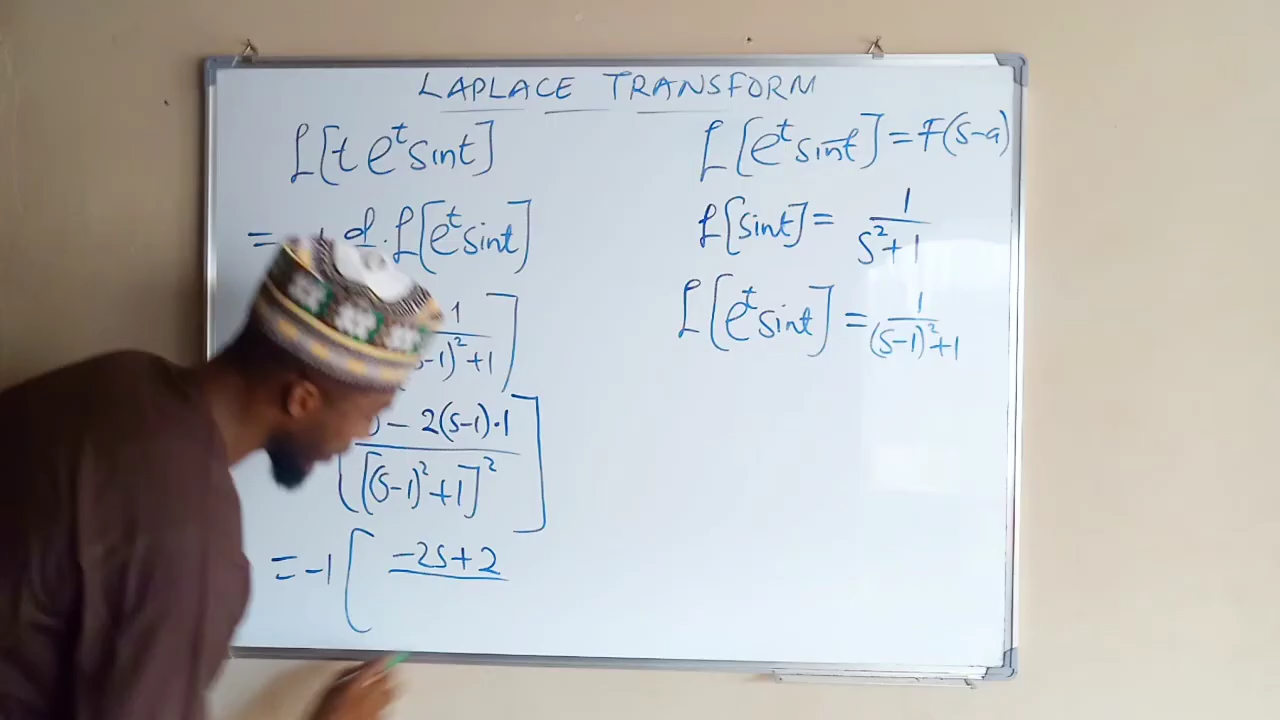 LAPLACE TRANSFORM
ℒ[t e^t sint]
= d . ℒ[e^t sint]
1
-1)² + 1]
- 2(s-1)·1
[(s-1)² + 1]²
= -1 [ -2s + 2
ℒ[e^t sint] = F(s-a)
ℒ[sint] = 1
s² + 1
ℒ[e^t sint] = 1
(s-1)² + 1